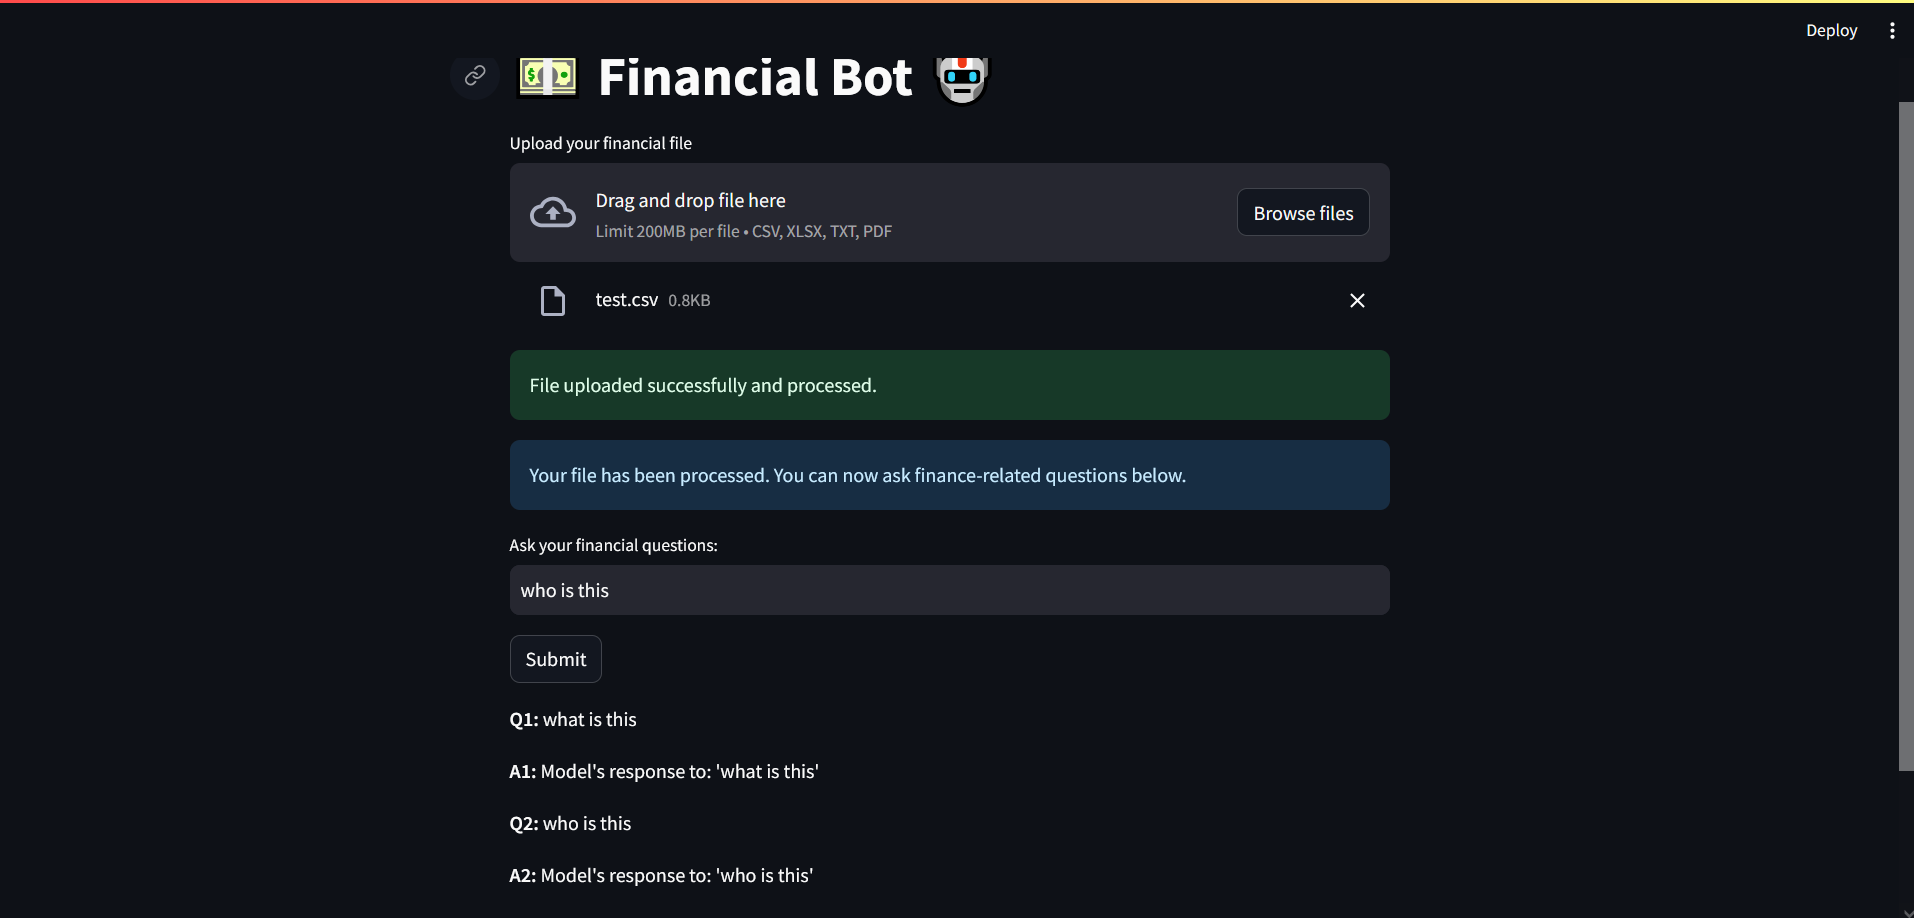 Deploy
Financial Bot
Upload your financial file
Drag and drop file here
Limit 200MB per file • CSV, XLSX, TXT, PDF
Browse files
test.csv 0.8KB
File uploaded successfully and processed.
Your file has been processed. You can now ask finance-related questions below.
Ask your financial questions:
who is this
Submit
Q1: what is this
A1: Model's response to: 'what is this'
Q2: who is this
A2: Model's response to: 'who is this'